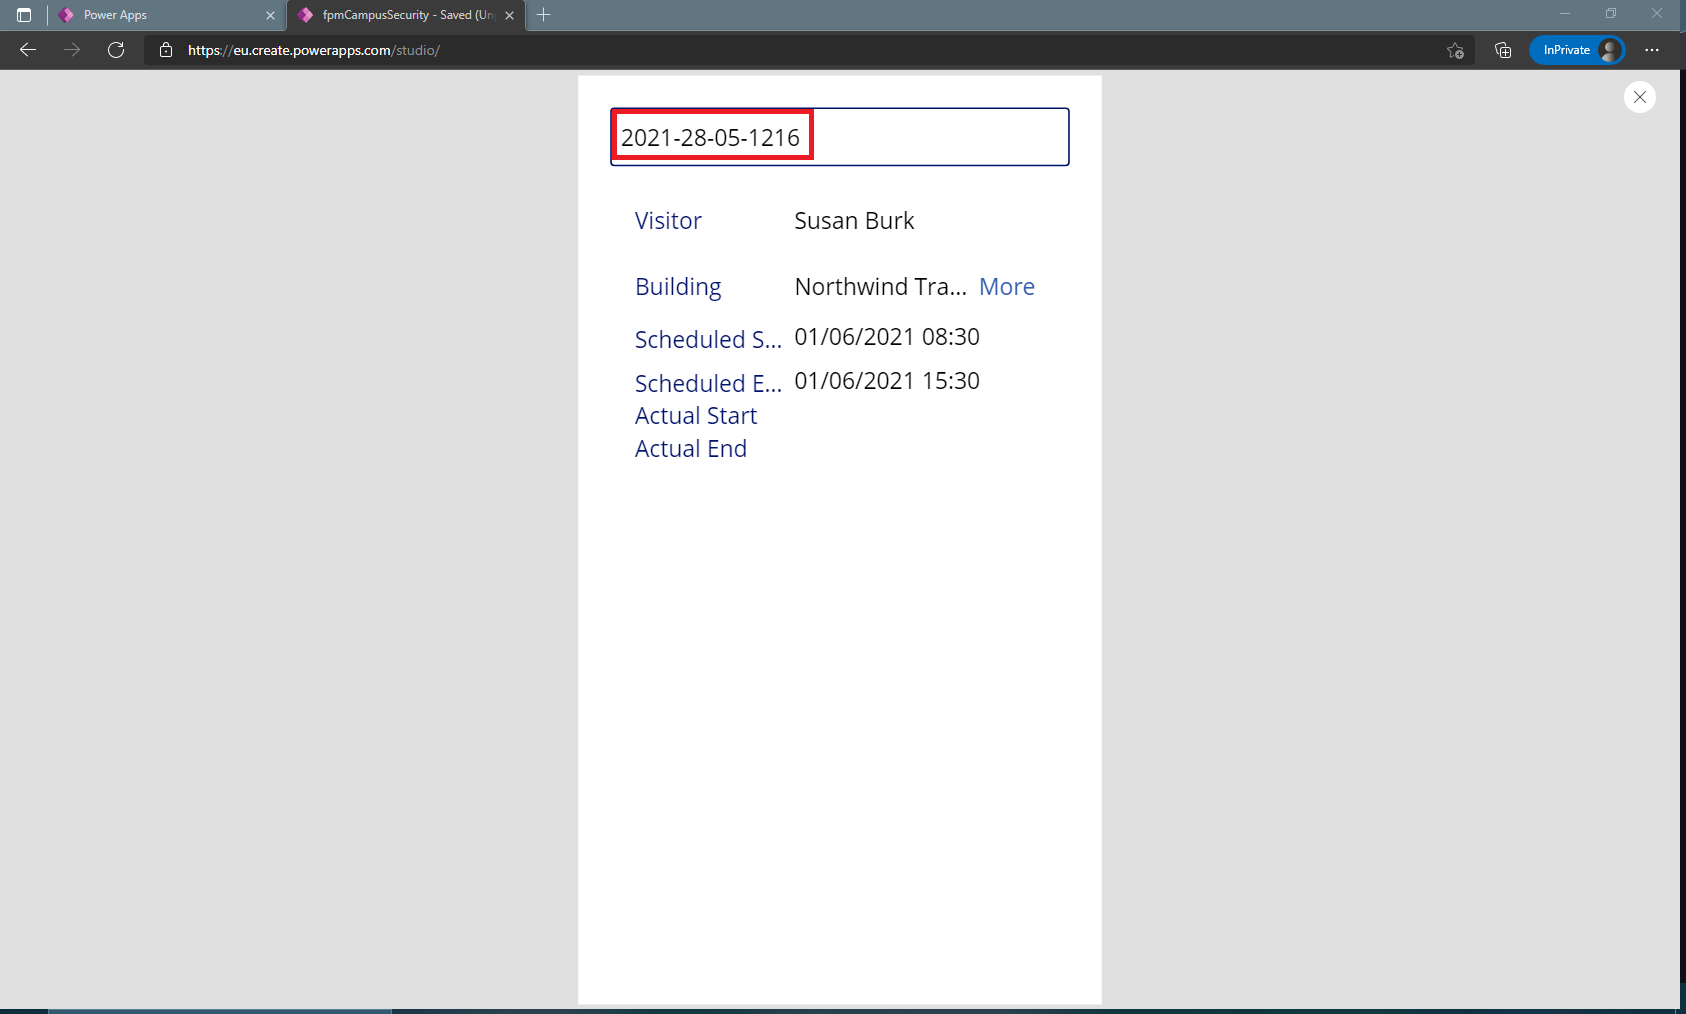 Power Apps
fpmCampusSecurity - Saved (Un
https://eu.create.powerapps.com/studio/
InPrivate
2021-28-05-1216
Visitor Susan Burk
Building Northwind Tra... More
Scheduled S... 01/06/2021 08:30
Scheduled E... 01/06/2021 15:30
Actual Start
Actual End